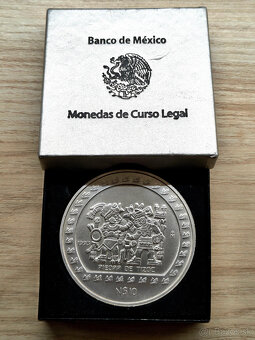 Banco de México
Monedas de Curso Legal
PIEDRA DE TIZOC
N$10